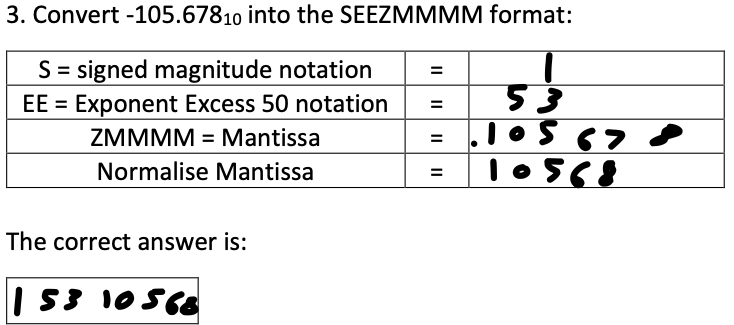 3. Convert -105.678₁₀ into the SEEZMMMM format:
S = signed magnitude notation = 1
EE = Exponent Excess 50 notation = 53
ZMMMM = Mantissa = .105678
Normalise Mantissa = 10568
The correct answer is:
1 53 10568